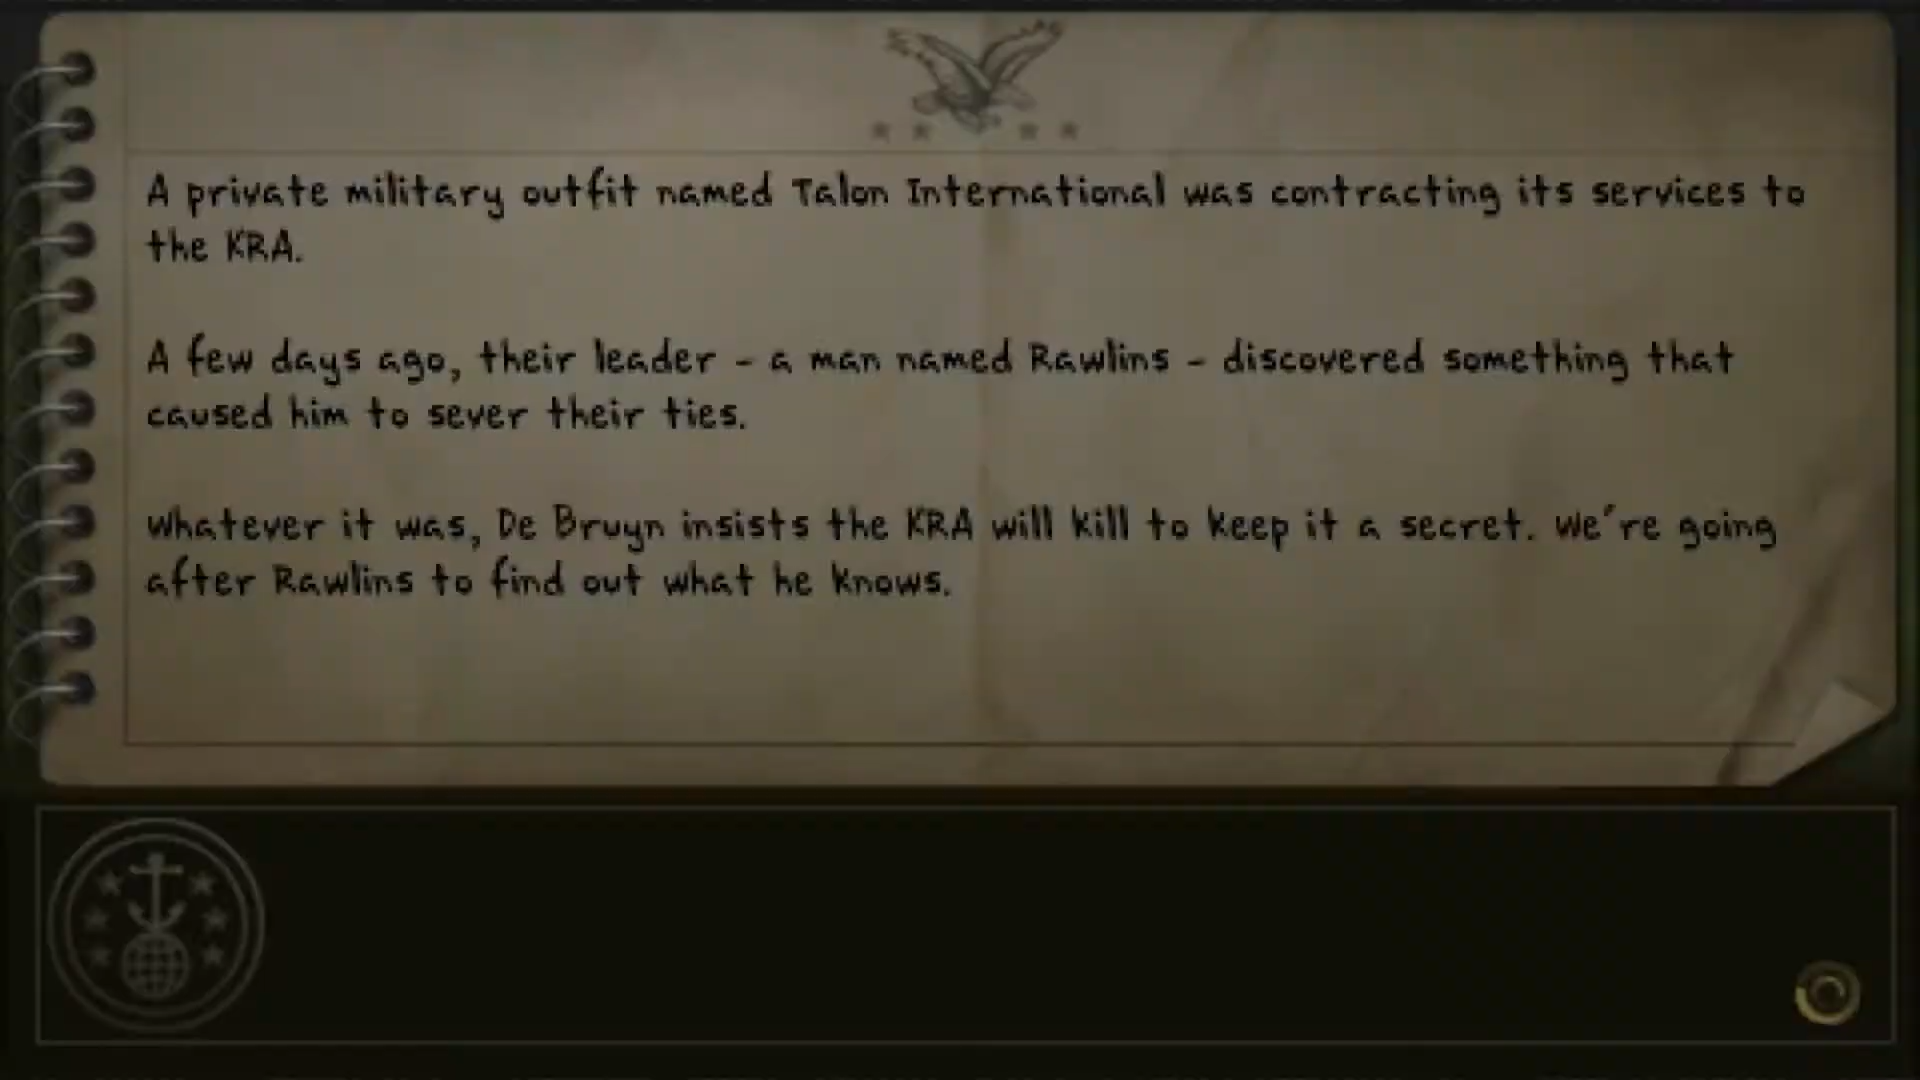 A private military outfit named Talon International was contracting its services to
the KRA.
A few days ago, their leader - a man named Rawlins - discovered something that
caused him to sever their ties.
Whatever it was, De Bruyn insists the KRA will kill to keep it a secret. We're going
after Rawlins to find out what he knows.